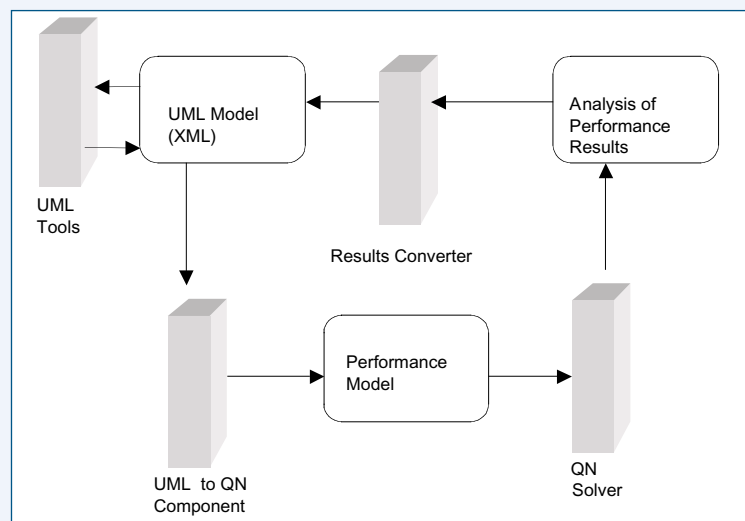 UML Model
(XML)
Analysis of
Performance
Results
UML
Tools
Results Converter
Performance
Model
UML to QN
Component
QN
Solver